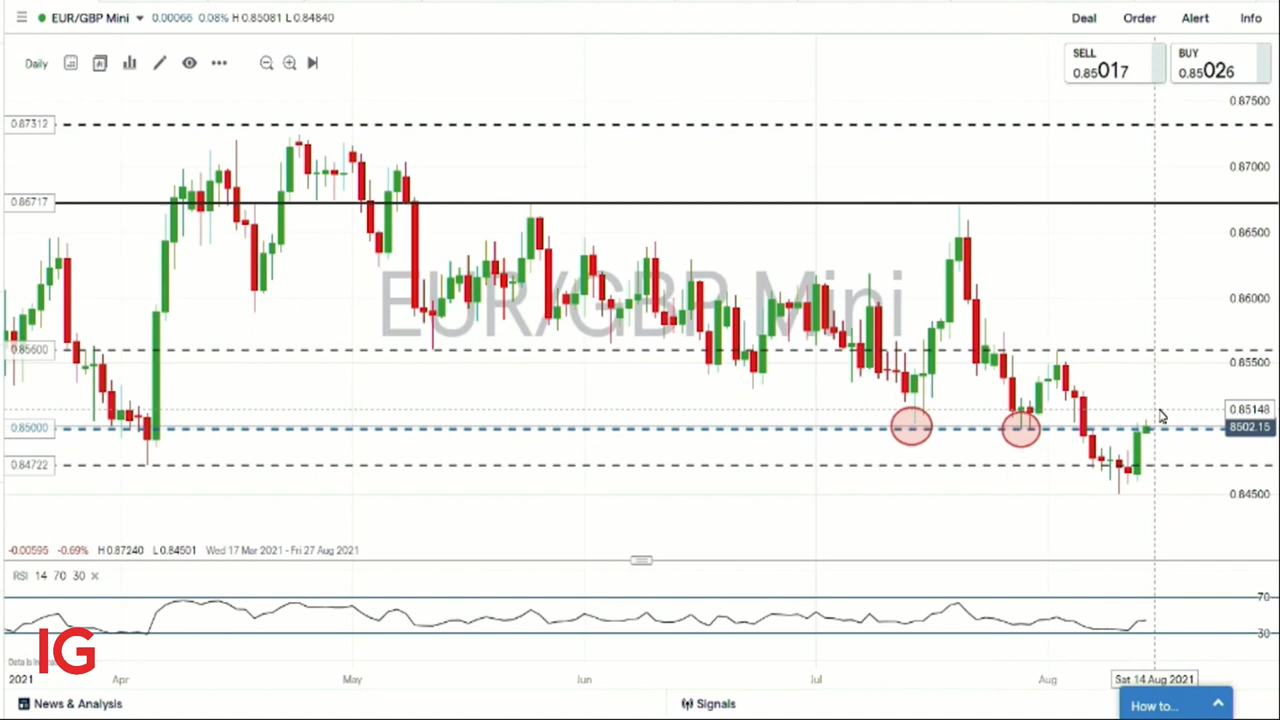 EUR/GBP Mini 0.00066 0.08% H 0.85081 L 0.84840 Deal Order Alert Info
Daily
SELL
0.85017
BUY
0.85026
0.87500
0.87312
0.87000
0.86717
0.86500
EUR/GBP Mini
0.86000
0.85600
0.85500
0.85148
0.85000
8502.15
0.84722
0.84500
-0.00595 -0.69% H 0.87240 L 0.84501 Wed 17 Mar 2021 - Fri 27 Aug 2021
RSI 14 70 30 ×
70
30
IG
Data is
2021 Apr May Jun Jul Aug Sat 14 Aug 2021
News & Analysis Signals How to...